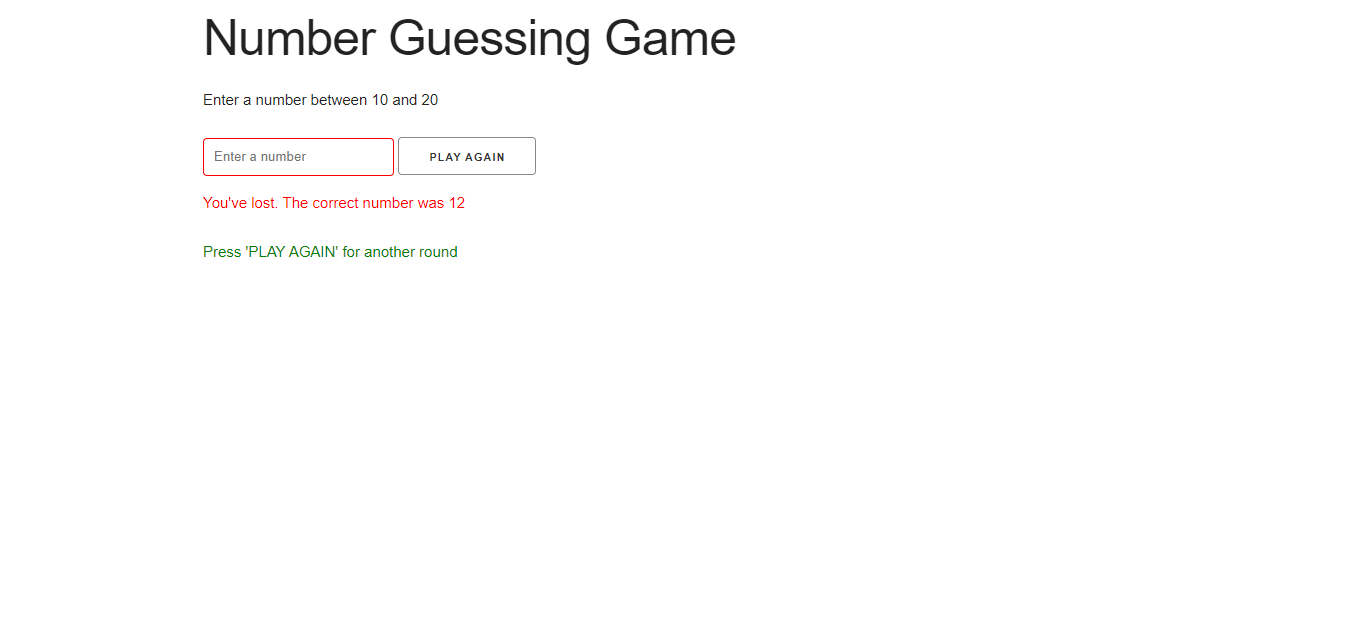 Number Guessing Game
Enter a number between 10 and 20
Enter a number
PLAY AGAIN
You've lost. The correct number was 12
Press 'PLAY AGAIN' for another round